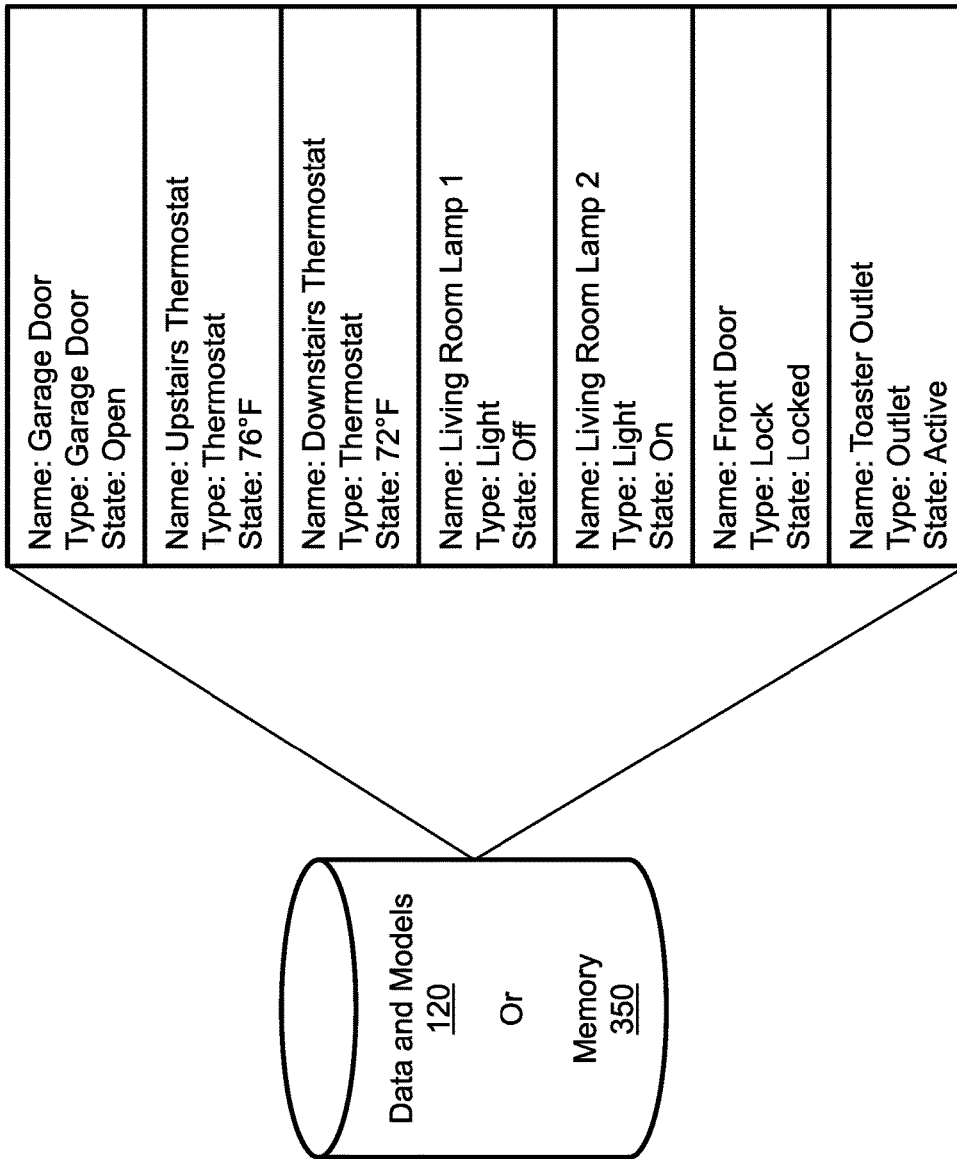 Data and Models
120
Or
Memory
350
Name: Garage Door
Type: Garage Door
State: Open
Name: Upstairs Thermostat
Type: Thermostat
State: 76°F
Name: Downstairs Thermostat
Type: Thermostat
State: 72°F
Name: Living Room Lamp 1
Type: Light
State: Off
Name: Living Room Lamp 2
Type: Light
State: On
Name: Front Door
Type: Lock
State: Locked
Name: Toaster Outlet
Type: Outlet
State: Active